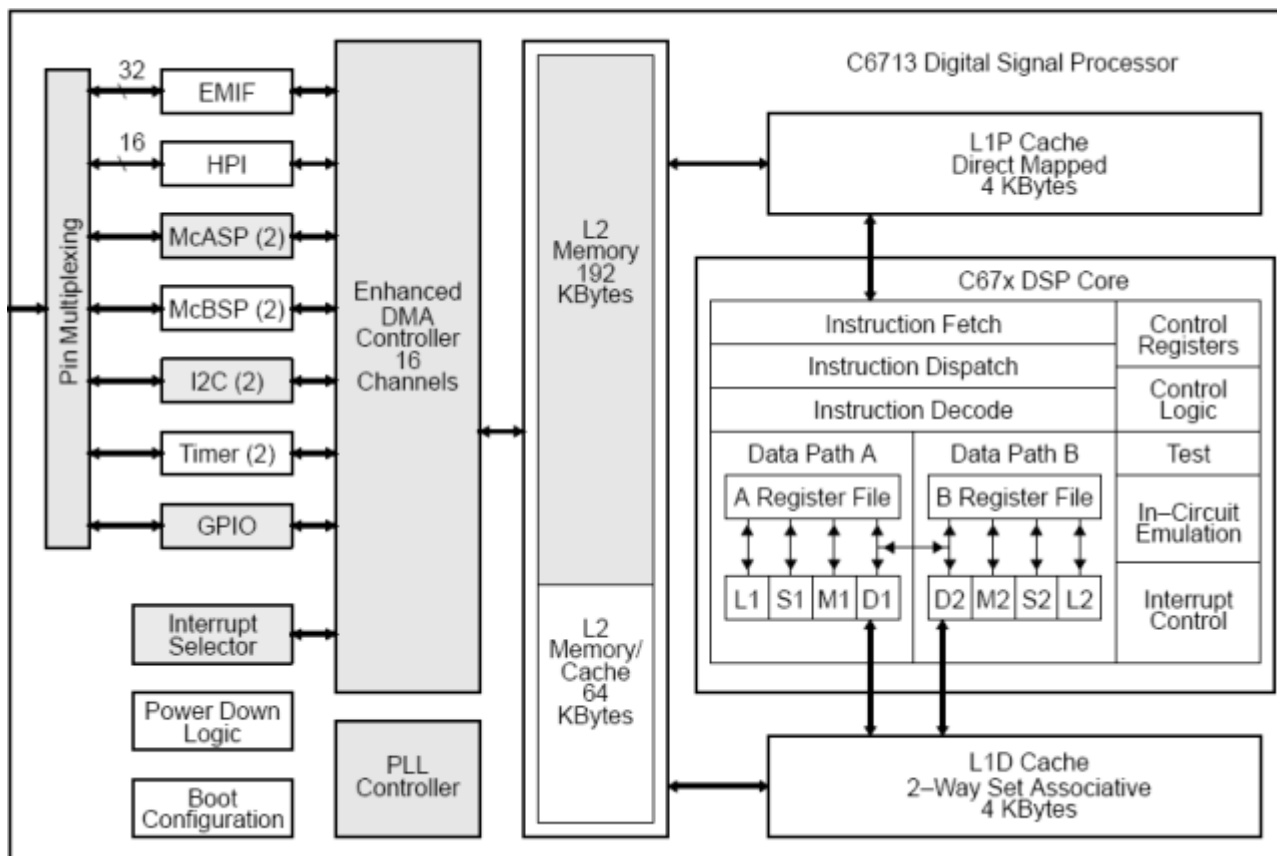 C6713 Digital Signal Processor
Pin Multiplexing
32
EMIF
16
HPI
McASP (2)
McBSP (2)
I2C (2)
Timer (2)
GPIO
Interrupt
Selector
Power Down
Logic
Boot
Configuration
Enhanced
DMA
Controller
16
Channels
PLL
Controller
L2
Memory
192
KBytes
L2
Memory/
Cache
64
KBytes
L1P Cache
Direct Mapped
4 KBytes
C67x DSP Core
Instruction Fetch
Instruction Dispatch
Instruction Decode
Control
Registers
Control
Logic
Test
In–Circuit
Emulation
Interrupt
Control
Data Path A
A Register File
L1 S1 M1 D1
Data Path B
B Register File
D2 M2 S2 L2
L1D Cache
2–Way Set Associative
4 KBytes